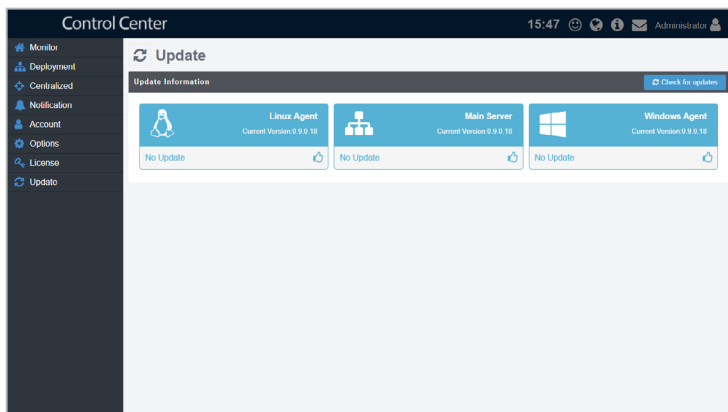 Control Center
15:47
Administrator
Monitor
Deployment
Centralized
Notification
Account
Options
License
Update
Update
Update Information
Check for updates
Linux Agent
Current Version:0.9.0.18
No Update
Main Server
Current Version:0.9.0.18
No Update
Windows Agent
Current Version:0.9.0.18
No Update